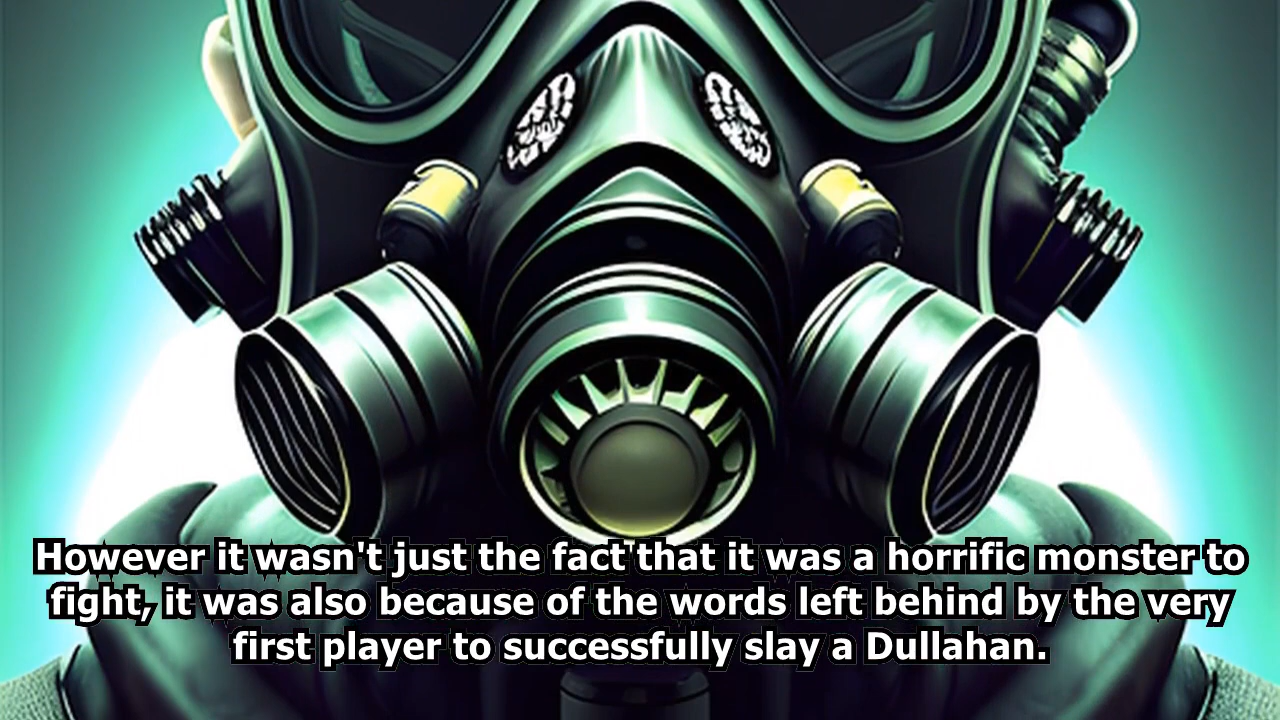 However it wasn't just the fact that it was a horrific monster to
fight, it was also because of the words left behind by the very
first player to successfully slay a Dullahan.